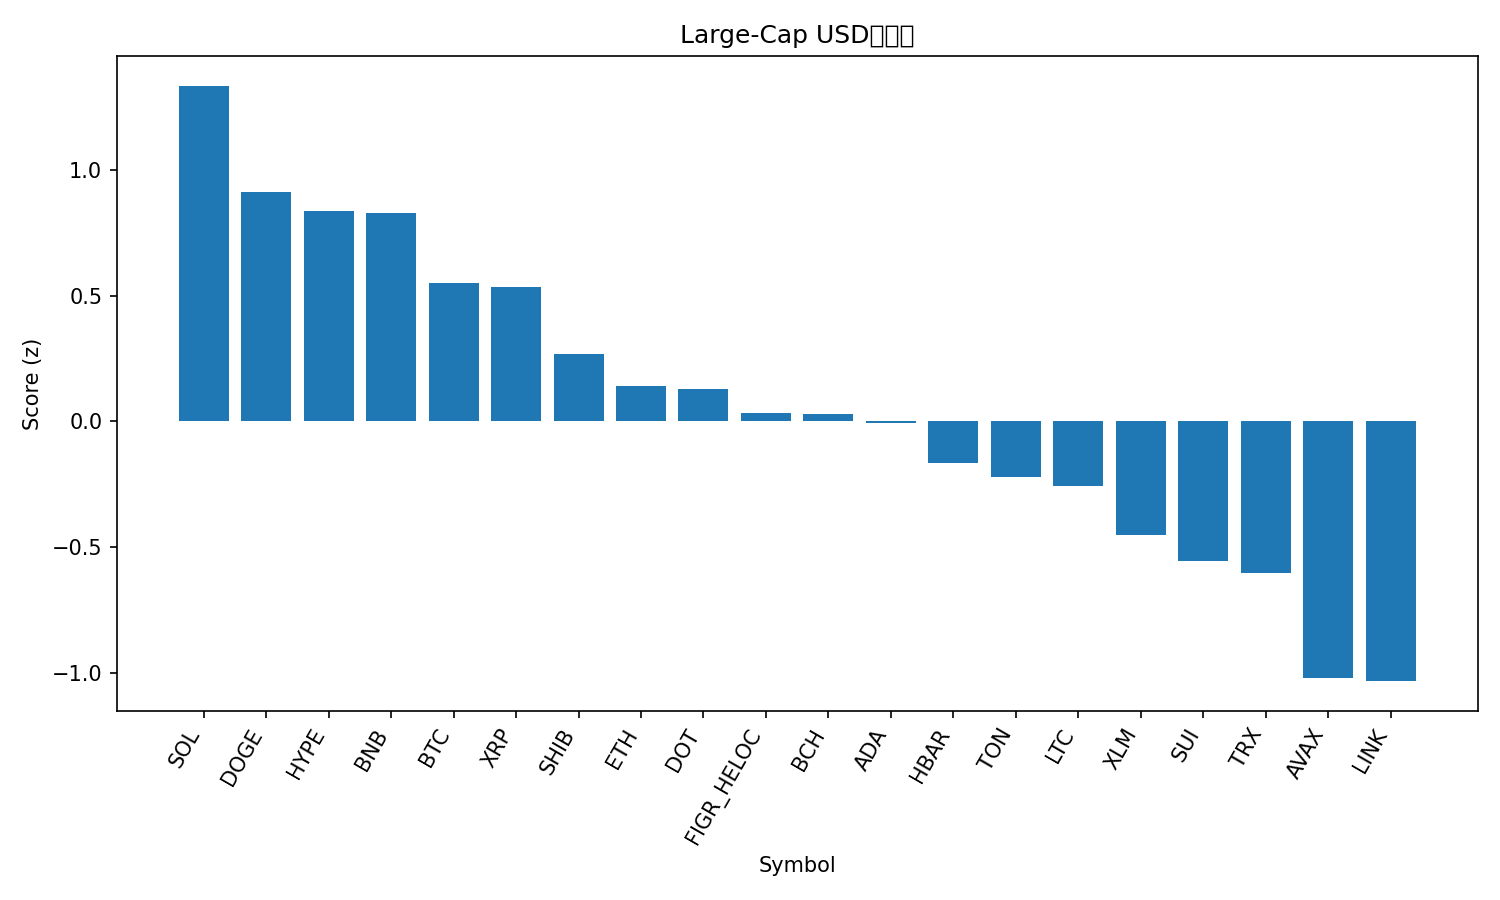 Large-Cap USD
1.0
0.5
0.0
−0.5
−1.0
Score (z)
SOL
DOGE
HYPE
BNB
BTC
XRP
SHIB
ETH
DOT
FIGR_HELOC
BCH
ADA
HBAR
TON
LTC
XLM
SUI
TRX
AVAX
LINK
Symbol